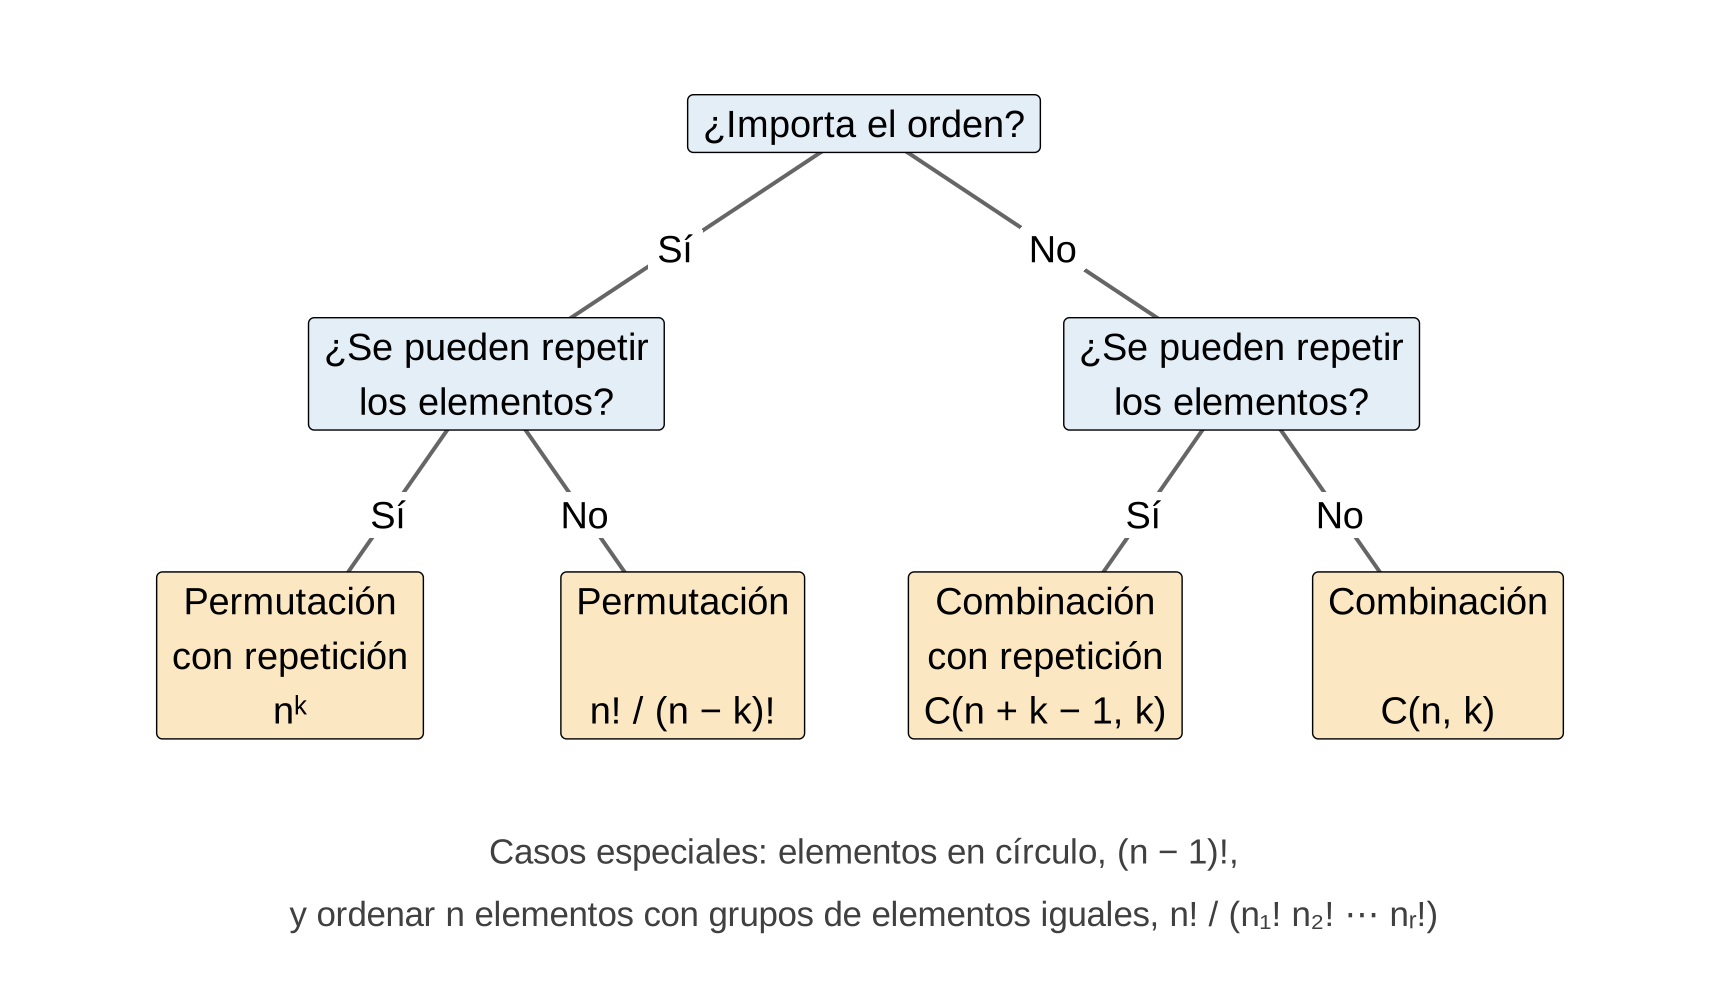 ¿Importa el orden?
Sí
No
¿Se pueden repetir
los elementos?
¿Se pueden repetir
los elementos?
Sí
No
Sí
No
Permutación
con repetición
nᵏ
Permutación
n! / (n − k)!
Combinación
con repetición
C(n + k − 1, k)
Combinación
C(n, k)
Casos especiales: elementos en círculo, (n − 1)!,
y ordenar n elementos con grupos de elementos iguales, n! / (n₁! n₂! ⋯ nᵣ!)